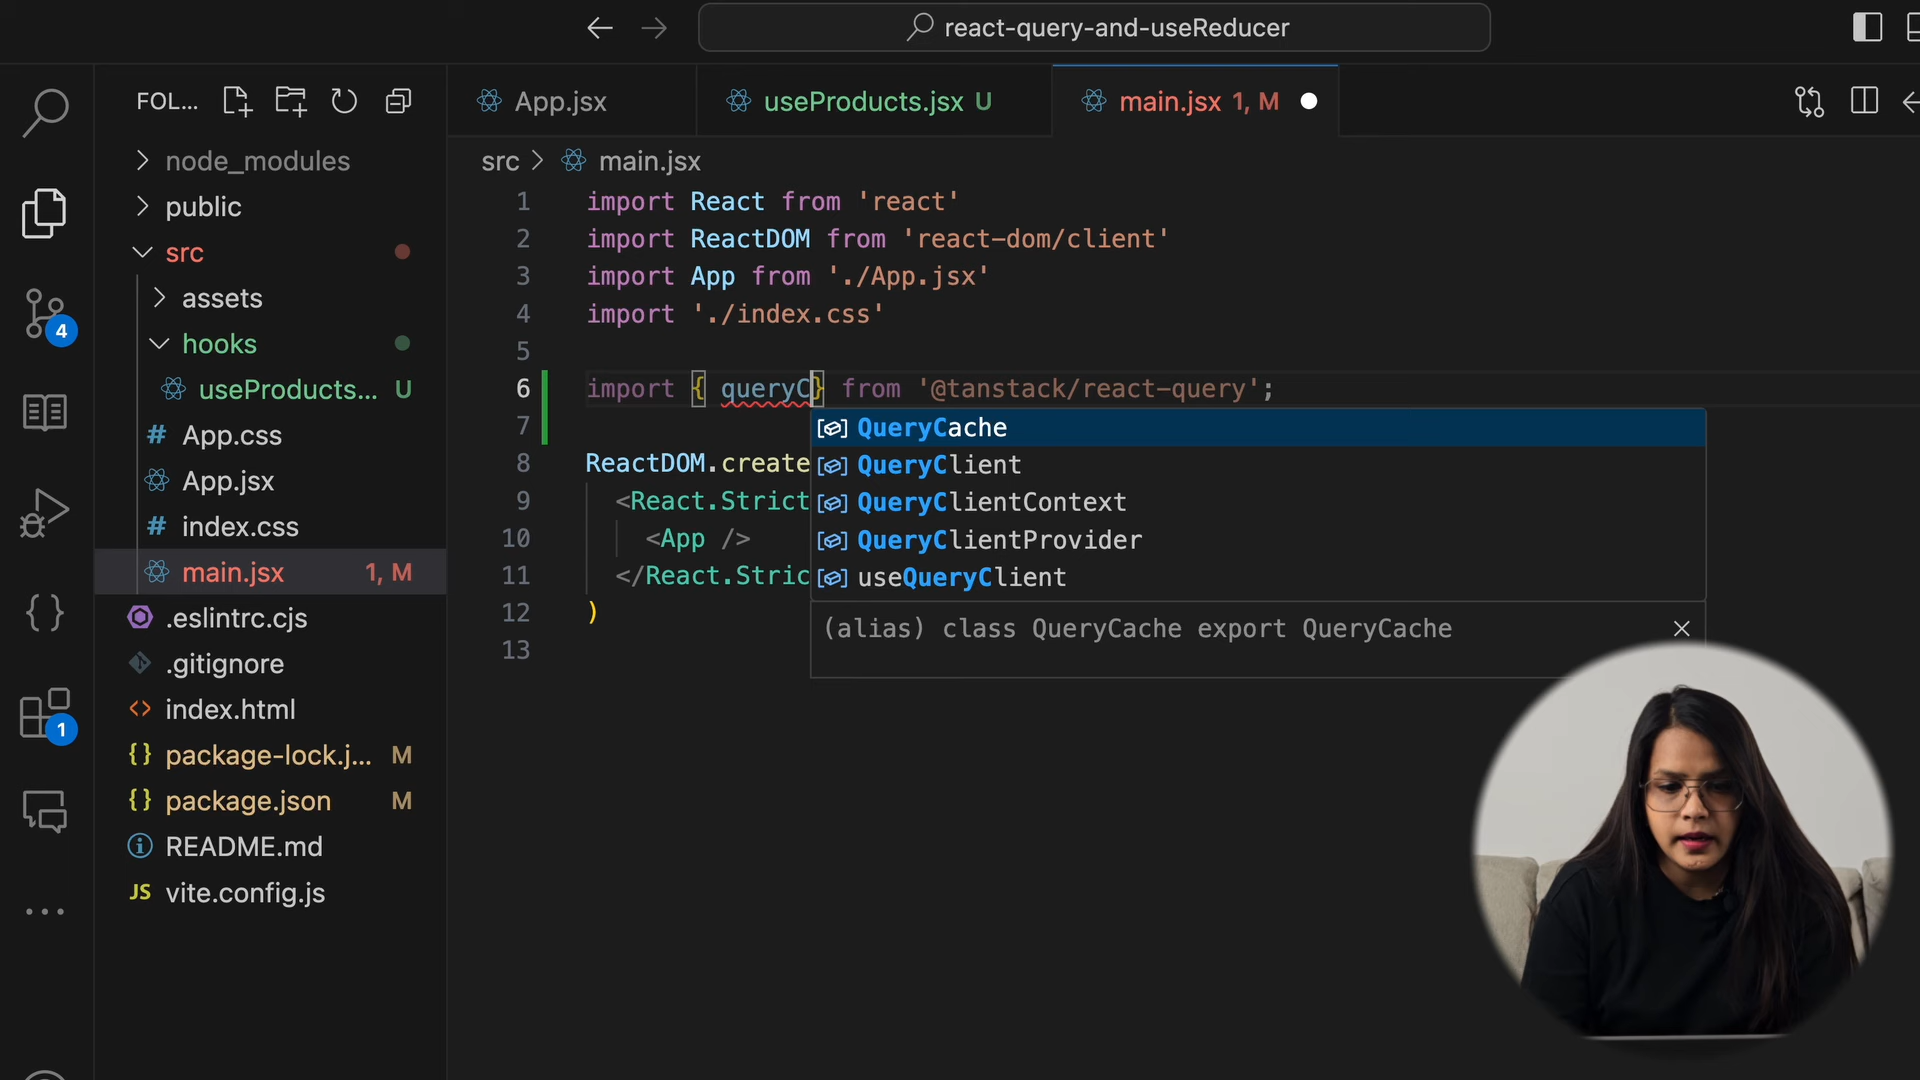 react-query-and-useReducer
FOL...
App.jsx
useProducts.jsx U
main.jsx 1, M
node_modules
public
src
assets
hooks
useProducts... U
App.css
App.jsx
index.css
main.jsx 1, M
.eslintrc.cjs
.gitignore
index.html
package-lock.j... M
package.json M
README.md
JS vite.config.js
4
1
src > main.jsx
1 import React from 'react'
2 import ReactDOM from 'react-dom/client'
3 import App from './App.jsx'
4 import './index.css'
5
6 import { queryC} from '@tanstack/react-query';
7
8 ReactDOM.create
9 <React.Strict
10 <App />
11 </React.Stric
12 )
13
QueryCache
QueryClient
QueryClientContext
QueryClientProvider
useQueryClient
(alias) class QueryCache export QueryCache